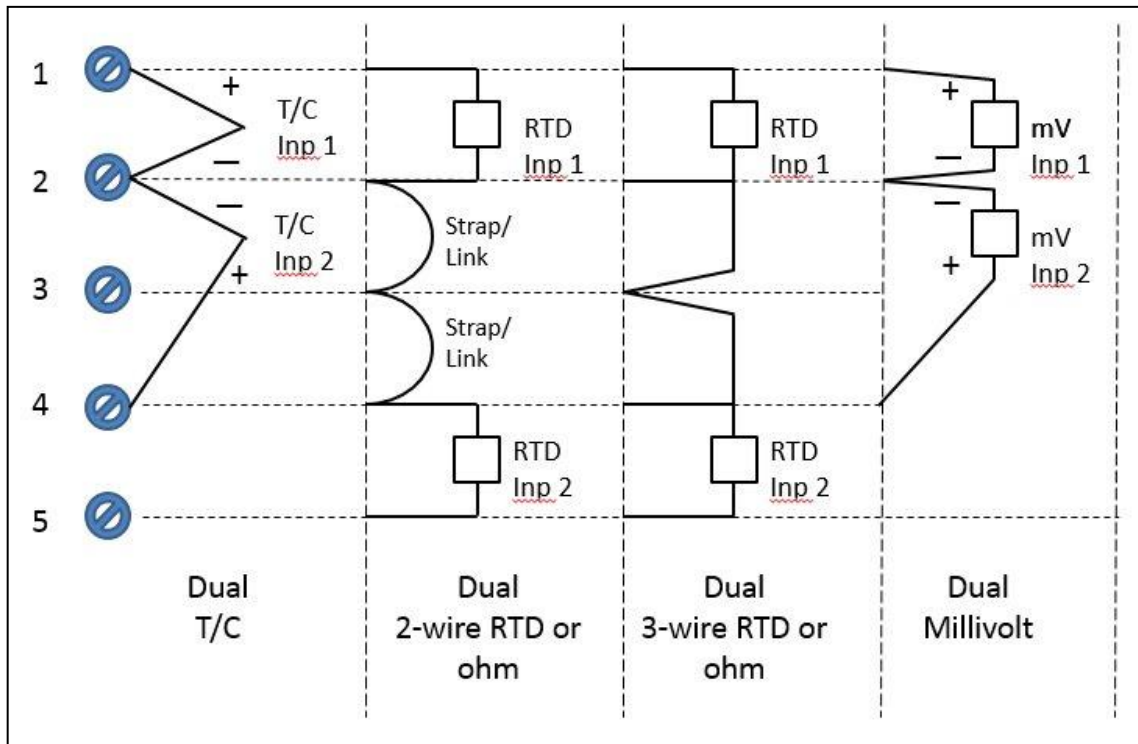 1
2
3
4
5
+
T/C
Inp 1
—
—
T/C
Inp 2
+
RTD
Inp 1
Strap/
Link
Strap/
Link
RTD
Inp 2
RTD
Inp 1
RTD
Inp 2
+
mV
Inp 1
—
—
mV
Inp 2
+
Dual
T/C
Dual
2-wire RTD or
ohm
Dual
3-wire RTD or
ohm
Dual
Millivolt